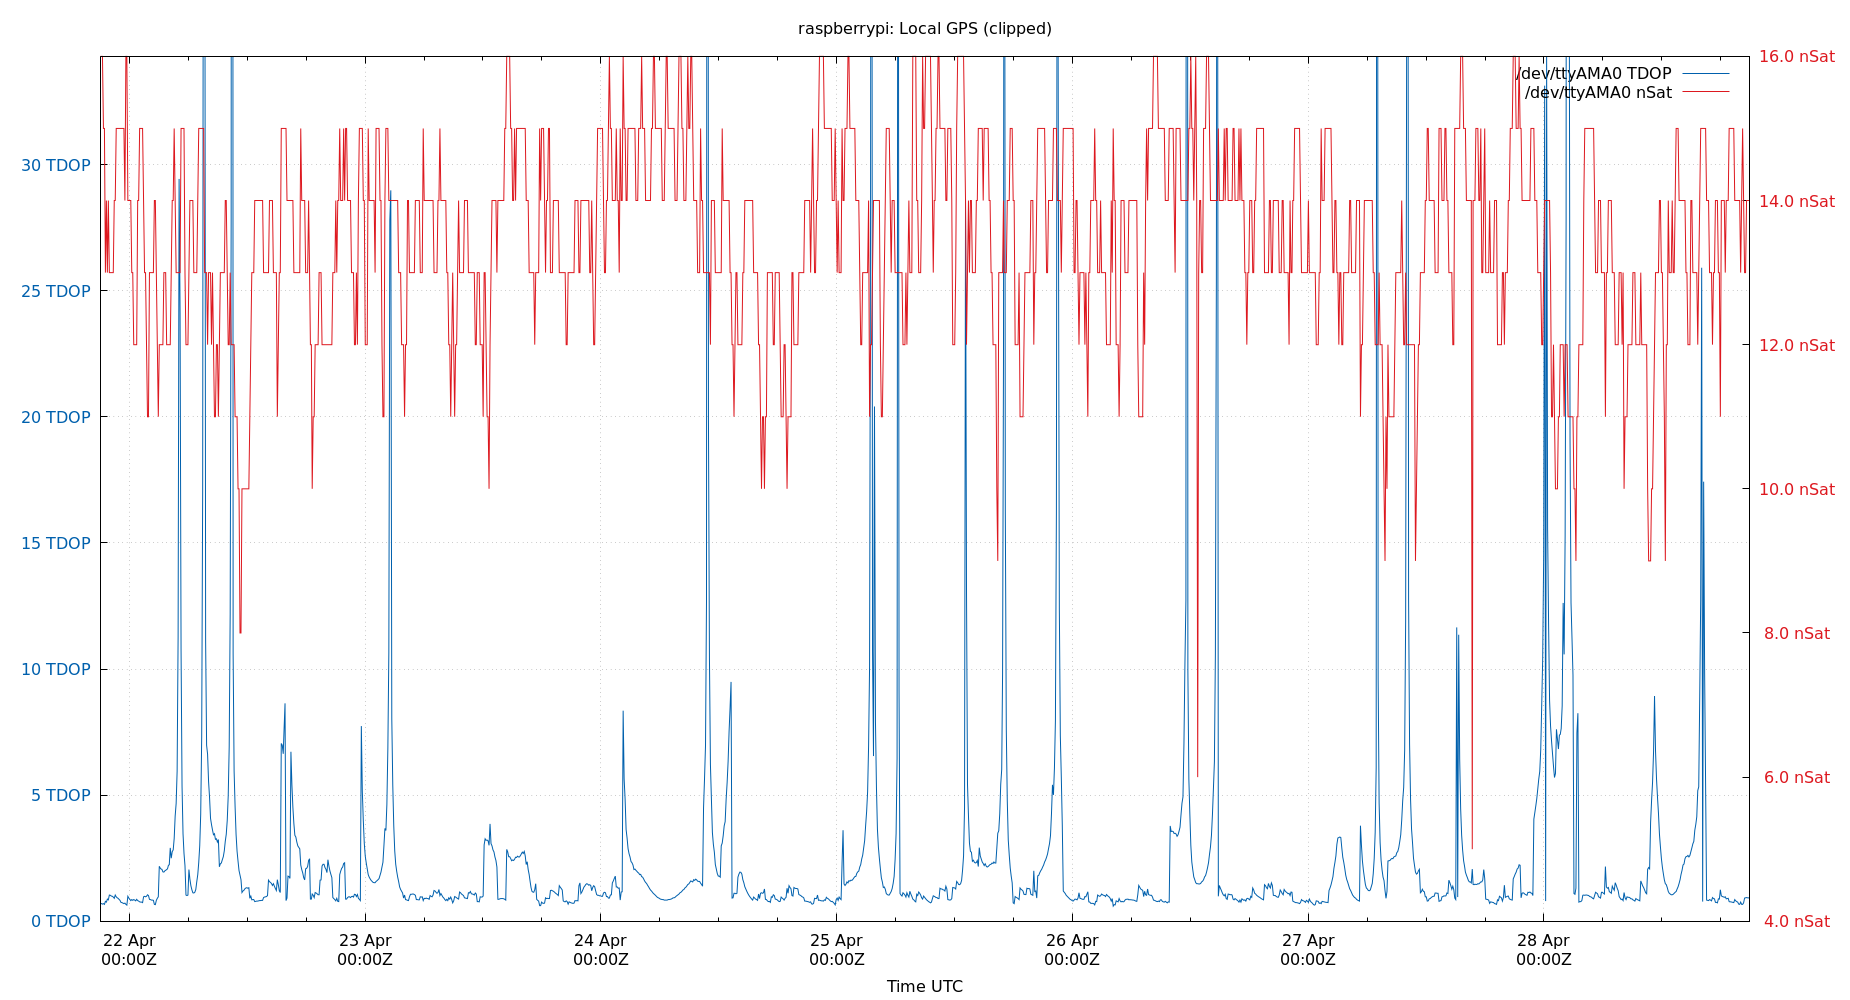 raspberrypi: Local GPS (clipped)
16.0 nSat
/dev/ttyAMA0 TDOP
/dev/ttyAMA0 nSat
30 TDOP
14.0 nSat
25 TDOP
12.0 nSat
20 TDOP
10.0 nSat
15 TDOP
8.0 nSat
10 TDOP
6.0 nSat
5 TDOP
0 TDOP
4.0 nSat
22 Apr 23 Apr 24 Apr 25 Apr 26 Apr 27 Apr 28 Apr
00:00Z 00:00Z 00:00Z 00:00Z 00:00Z 00:00Z 00:00Z
Time UTC